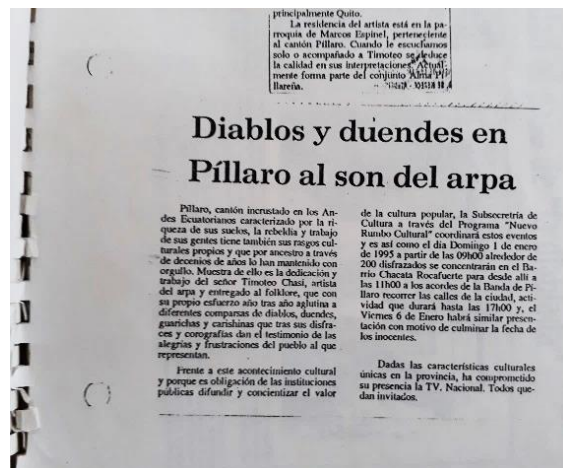 principalmente Quito.
La residencia del artista está en la pa-
rroquia de Marcos Espinel, perteneciente
al cantón Píllaro. Cuando le escuchamos
solo o acompañado a Timoteo se deduce
la calidad en sus interpretaciones. Actual-
mente forma parte del conjunto Alma Pi-
llareña.
Diablos y duendes en
Píllaro al son del arpa
Píllaro, cantón incrustado en los An-
des Ecuatorianos caracterizado por la ri-
queza de sus suelos, la rebeldía y trabajo
de sus gentes tiene también sus rasgos cul-
turales propios y que por ancestro a través
de decenios de años lo han mantenido con
orgullo. Muestra de ello es la dedicación y
trabajo del señor Timoteo Chasi, artista
del arpa y entregado al folklore, que con
su propio esfuerzo año tras año aglutina a
diferentes comparsas de diablos, duendes,
guarichas y carishinas que tras sus disfra-
ces y corografías dan el testimonio de las
alegrías y frustraciones del pueblo al que
representan.
Frente a este acontecimiento cultural
y porque es obligación de las instituciones
públicas difundir y concientizar el valor
de la cultura popular, la Subsecretría de
Cultura a través del Programa "Nuevo
Rumbo Cultural" coordinará estos eventos
y es así como el día Domingo 1 de enero
de 1995 a partir de las 09h00 alrededor de
200 disfrazados se concentrarán en el Ba-
rrio Chacata Rocafuerte para desde allí a
las 11h00 a los acordes de la Banda de Pí-
llaro recorrer las calles de la ciudad, acti-
vidad que durará hasta las 17h00 y, el
Viernes 6 de Enero habrá similar presen-
tación con motivo de culminar la fecha de
los inocentes.
Dadas las características culturales
únicas en la provincia, ha comprometido
su presencia la TV. Nacional. Todos que-
dan invitados.